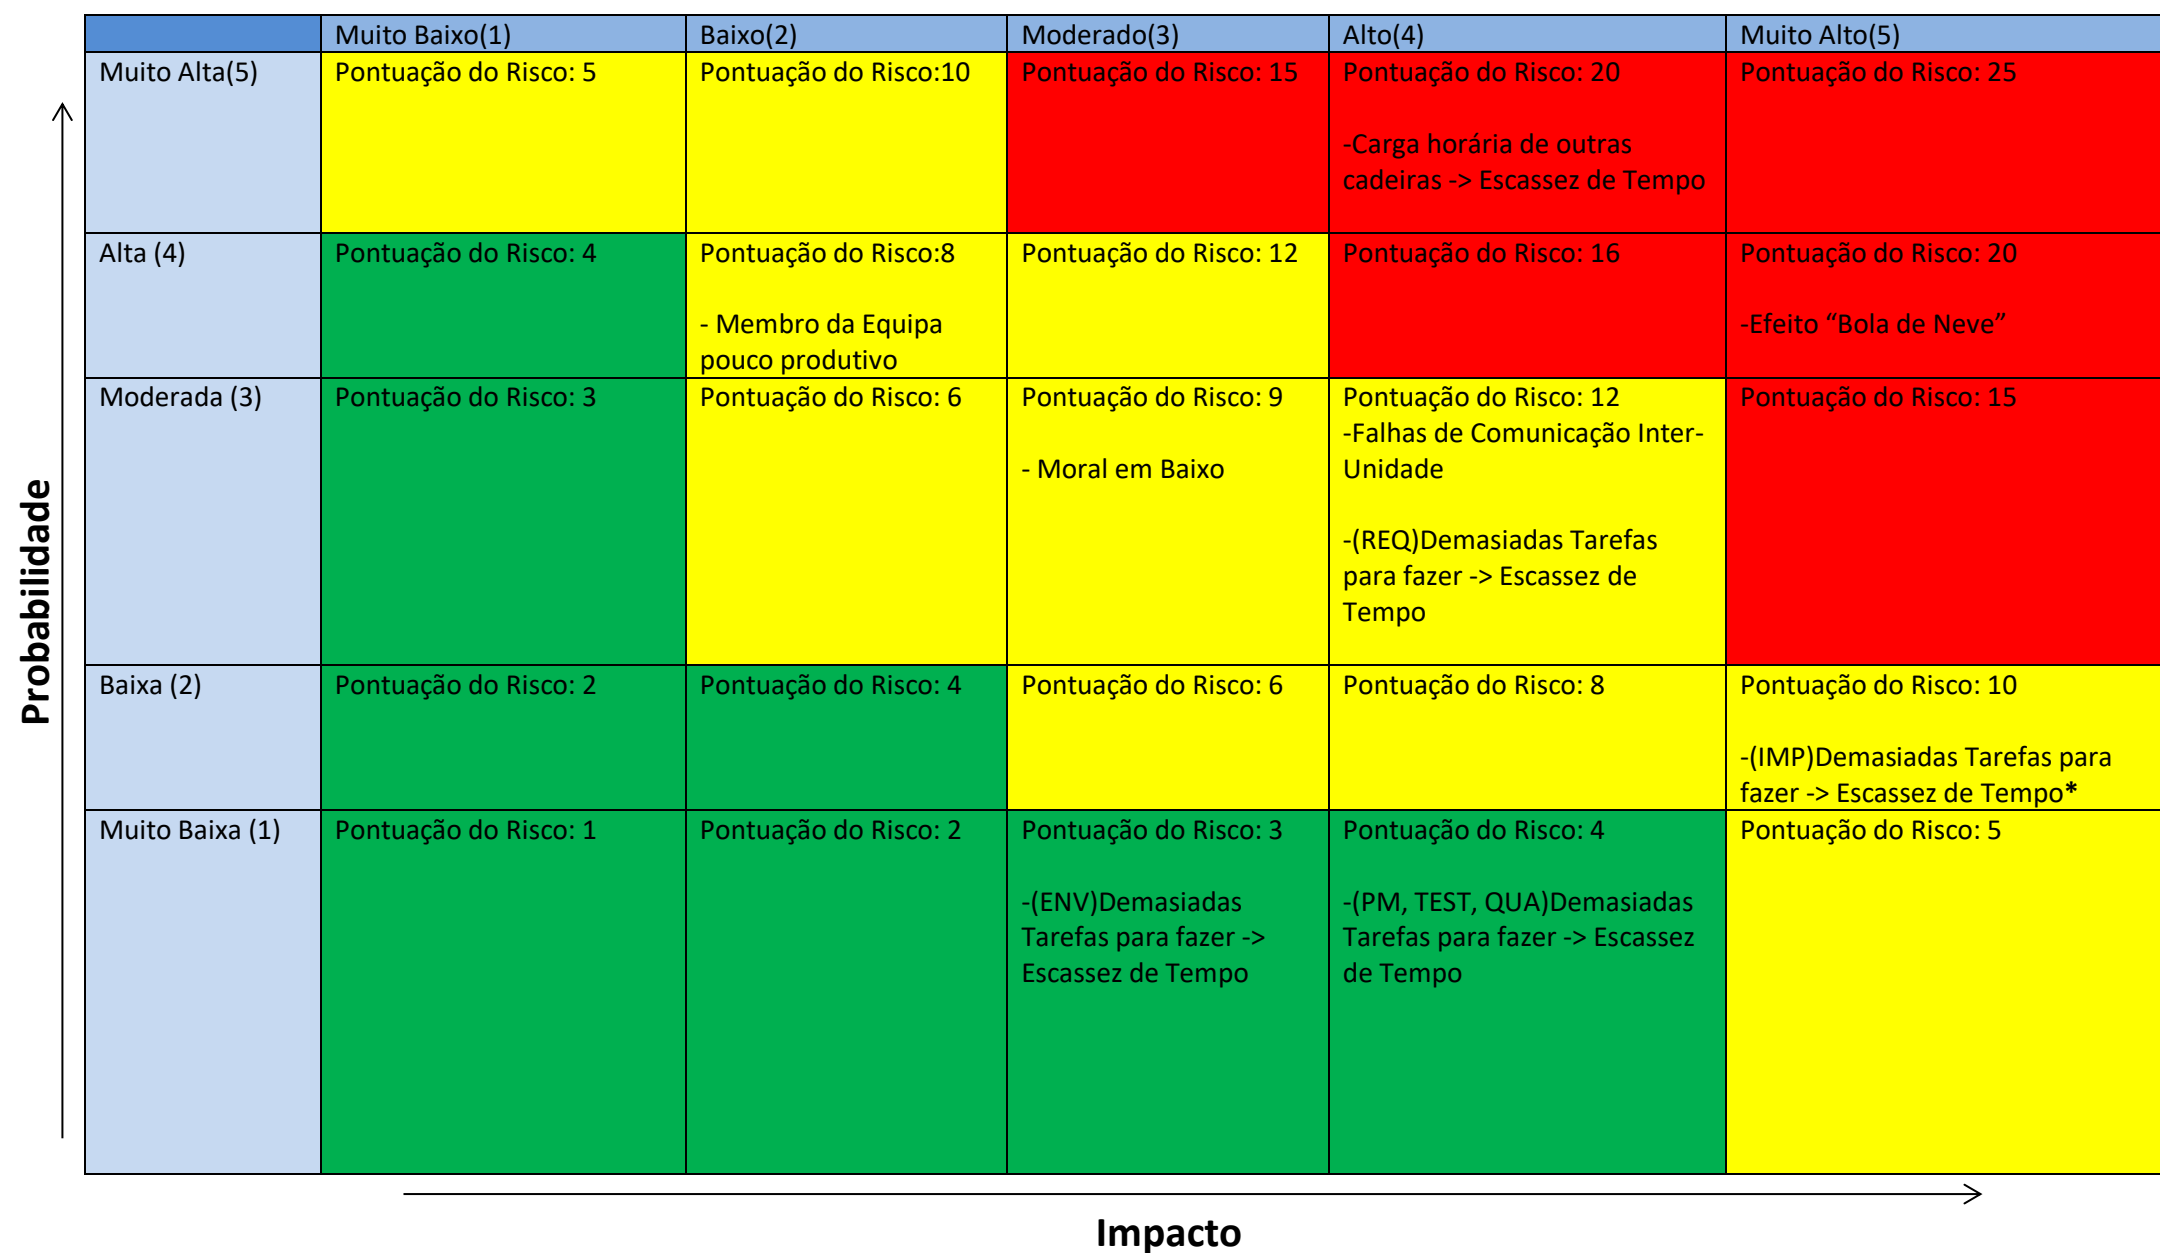 Muito Baixo(1)
Baixo(2)
Moderado(3)
Alto(4)
Muito Alto(5)
Muito Alta(5)
Pontuação do Risco: 5
Pontuação do Risco:10
Pontuação do Risco: 15
Pontuação do Risco: 20
-Carga horária de outras
cadeiras -> Escassez de Tempo
Pontuação do Risco: 25
Alta (4)
Pontuação do Risco: 4
Pontuação do Risco:8
- Membro da Equipa
pouco produtivo
Pontuação do Risco: 12
Pontuação do Risco: 16
Pontuação do Risco: 20
-Efeito “Bola de Neve”
Moderada (3)
Pontuação do Risco: 3
Pontuação do Risco: 6
Pontuação do Risco: 9
- Moral em Baixo
Pontuação do Risco: 12
-Falhas de Comunicação Inter-
Unidade
-(REQ)Demasiadas Tarefas
para fazer -> Escassez de
Tempo
Pontuação do Risco: 15
Baixa (2)
Pontuação do Risco: 2
Pontuação do Risco: 4
Pontuação do Risco: 6
Pontuação do Risco: 8
Pontuação do Risco: 10
-(IMP)Demasiadas Tarefas para
fazer -> Escassez de Tempo*
Muito Baixa (1)
Pontuação do Risco: 1
Pontuação do Risco: 2
Pontuação do Risco: 3
-(ENV)Demasiadas
Tarefas para fazer ->
Escassez de Tempo
Pontuação do Risco: 4
-(PM, TEST, QUA)Demasiadas
Tarefas para fazer -> Escassez
de Tempo
Pontuação do Risco: 5
Probabilidade
Impacto